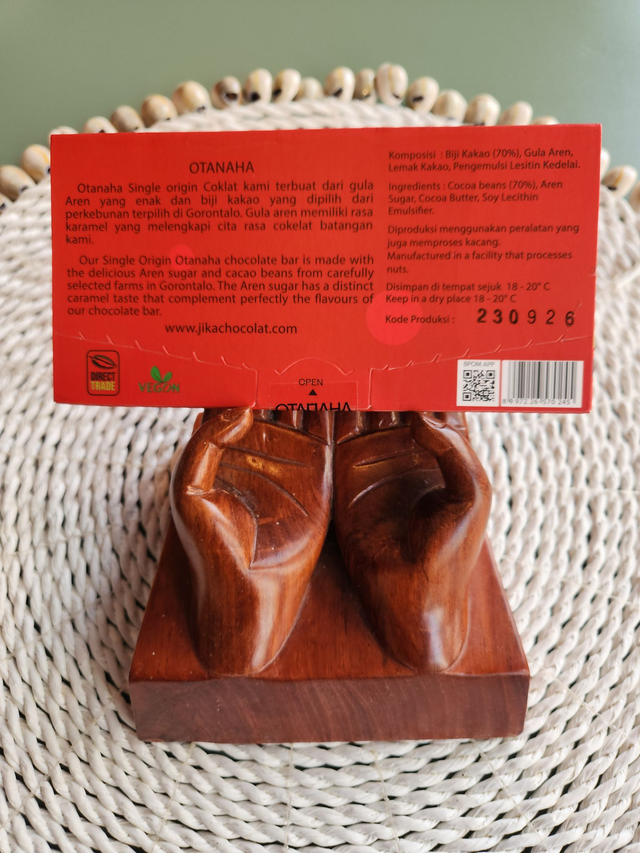 OTANAHA
Otanaha Single origin Coklat kami terbuat dari gula
Aren yang enak dan biji kakao yang dipilih dari
perkebunan terpilih di Gorontalo. Gula aren memiliki rasa
karamel yang melengkapi cita rasa cokelat batangan
kami.
Our Single Origin Otanaha chocolate bar is made with
the delicious Aren sugar and cacao beans from carefully
selected farms in Gorontalo. The Aren sugar has a distinct
caramel taste that complement perfectly the flavours of
our chocolate bar.
www.jikachocolat.com
DIRECT
TRADE
VEGAN
OPEN
OTANAHA
Komposisi : Biji Kakao (70%), Gula Aren,
Lemak Kakao, Pengemulsi Lesitin Kedelai.
Ingredients : Cocoa beans (70%), Aren
Sugar, Cocoa Butter, Soy Lecithin
Emulsifier.
Diproduksi menggunakan peralatan yang
juga memproses kacang.
Manufactured in a facility that processes
nuts.
Disimpan di tempat sejuk 18 - 20° C
Keep in a dry place 18 - 20° C
Kode Produksi : 230926
BPOM APP